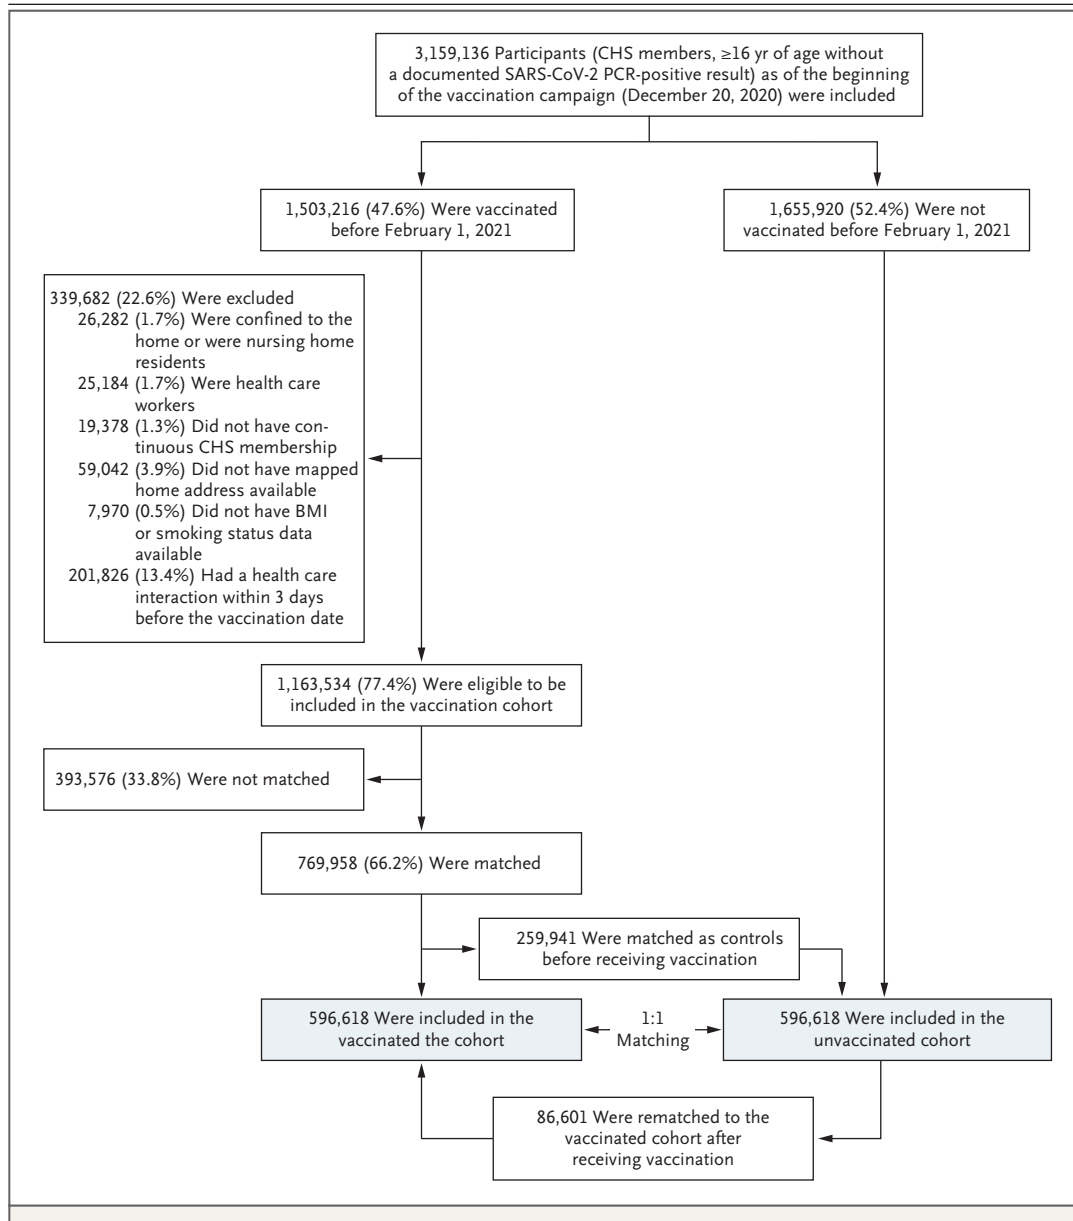 3,159,136 Participants (CHS members, ≥16 yr of age without
a documented SARS-CoV-2 PCR-positive result) as of the beginning
of the vaccination campaign (December 20, 2020) were included
1,503,216 (47.6%) Were vaccinated
before February 1, 2021
1,655,920 (52.4%) Were not
vaccinated before February 1, 2021
339,682 (22.6%) Were excluded
26,282 (1.7%) Were confined to the
home or were nursing home
residents
25,184 (1.7%) Were health care
workers
19,378 (1.3%) Did not have con-
tinuous CHS membership
59,042 (3.9%) Did not have mapped
home address available
7,970 (0.5%) Did not have BMI
or smoking status data
available
201,826 (13.4%) Had a health care
interaction within 3 days
before the vaccination date
1,163,534 (77.4%) Were eligible to be
included in the vaccination cohort
393,576 (33.8%) Were not matched
769,958 (66.2%) Were matched
259,941 Were matched as controls
before receiving vaccination
596,618 Were included in the
vaccinated the cohort
1:1
Matching
596,618 Were included in the
unvaccinated cohort
86,601 Were rematched to the
vaccinated cohort after
receiving vaccination